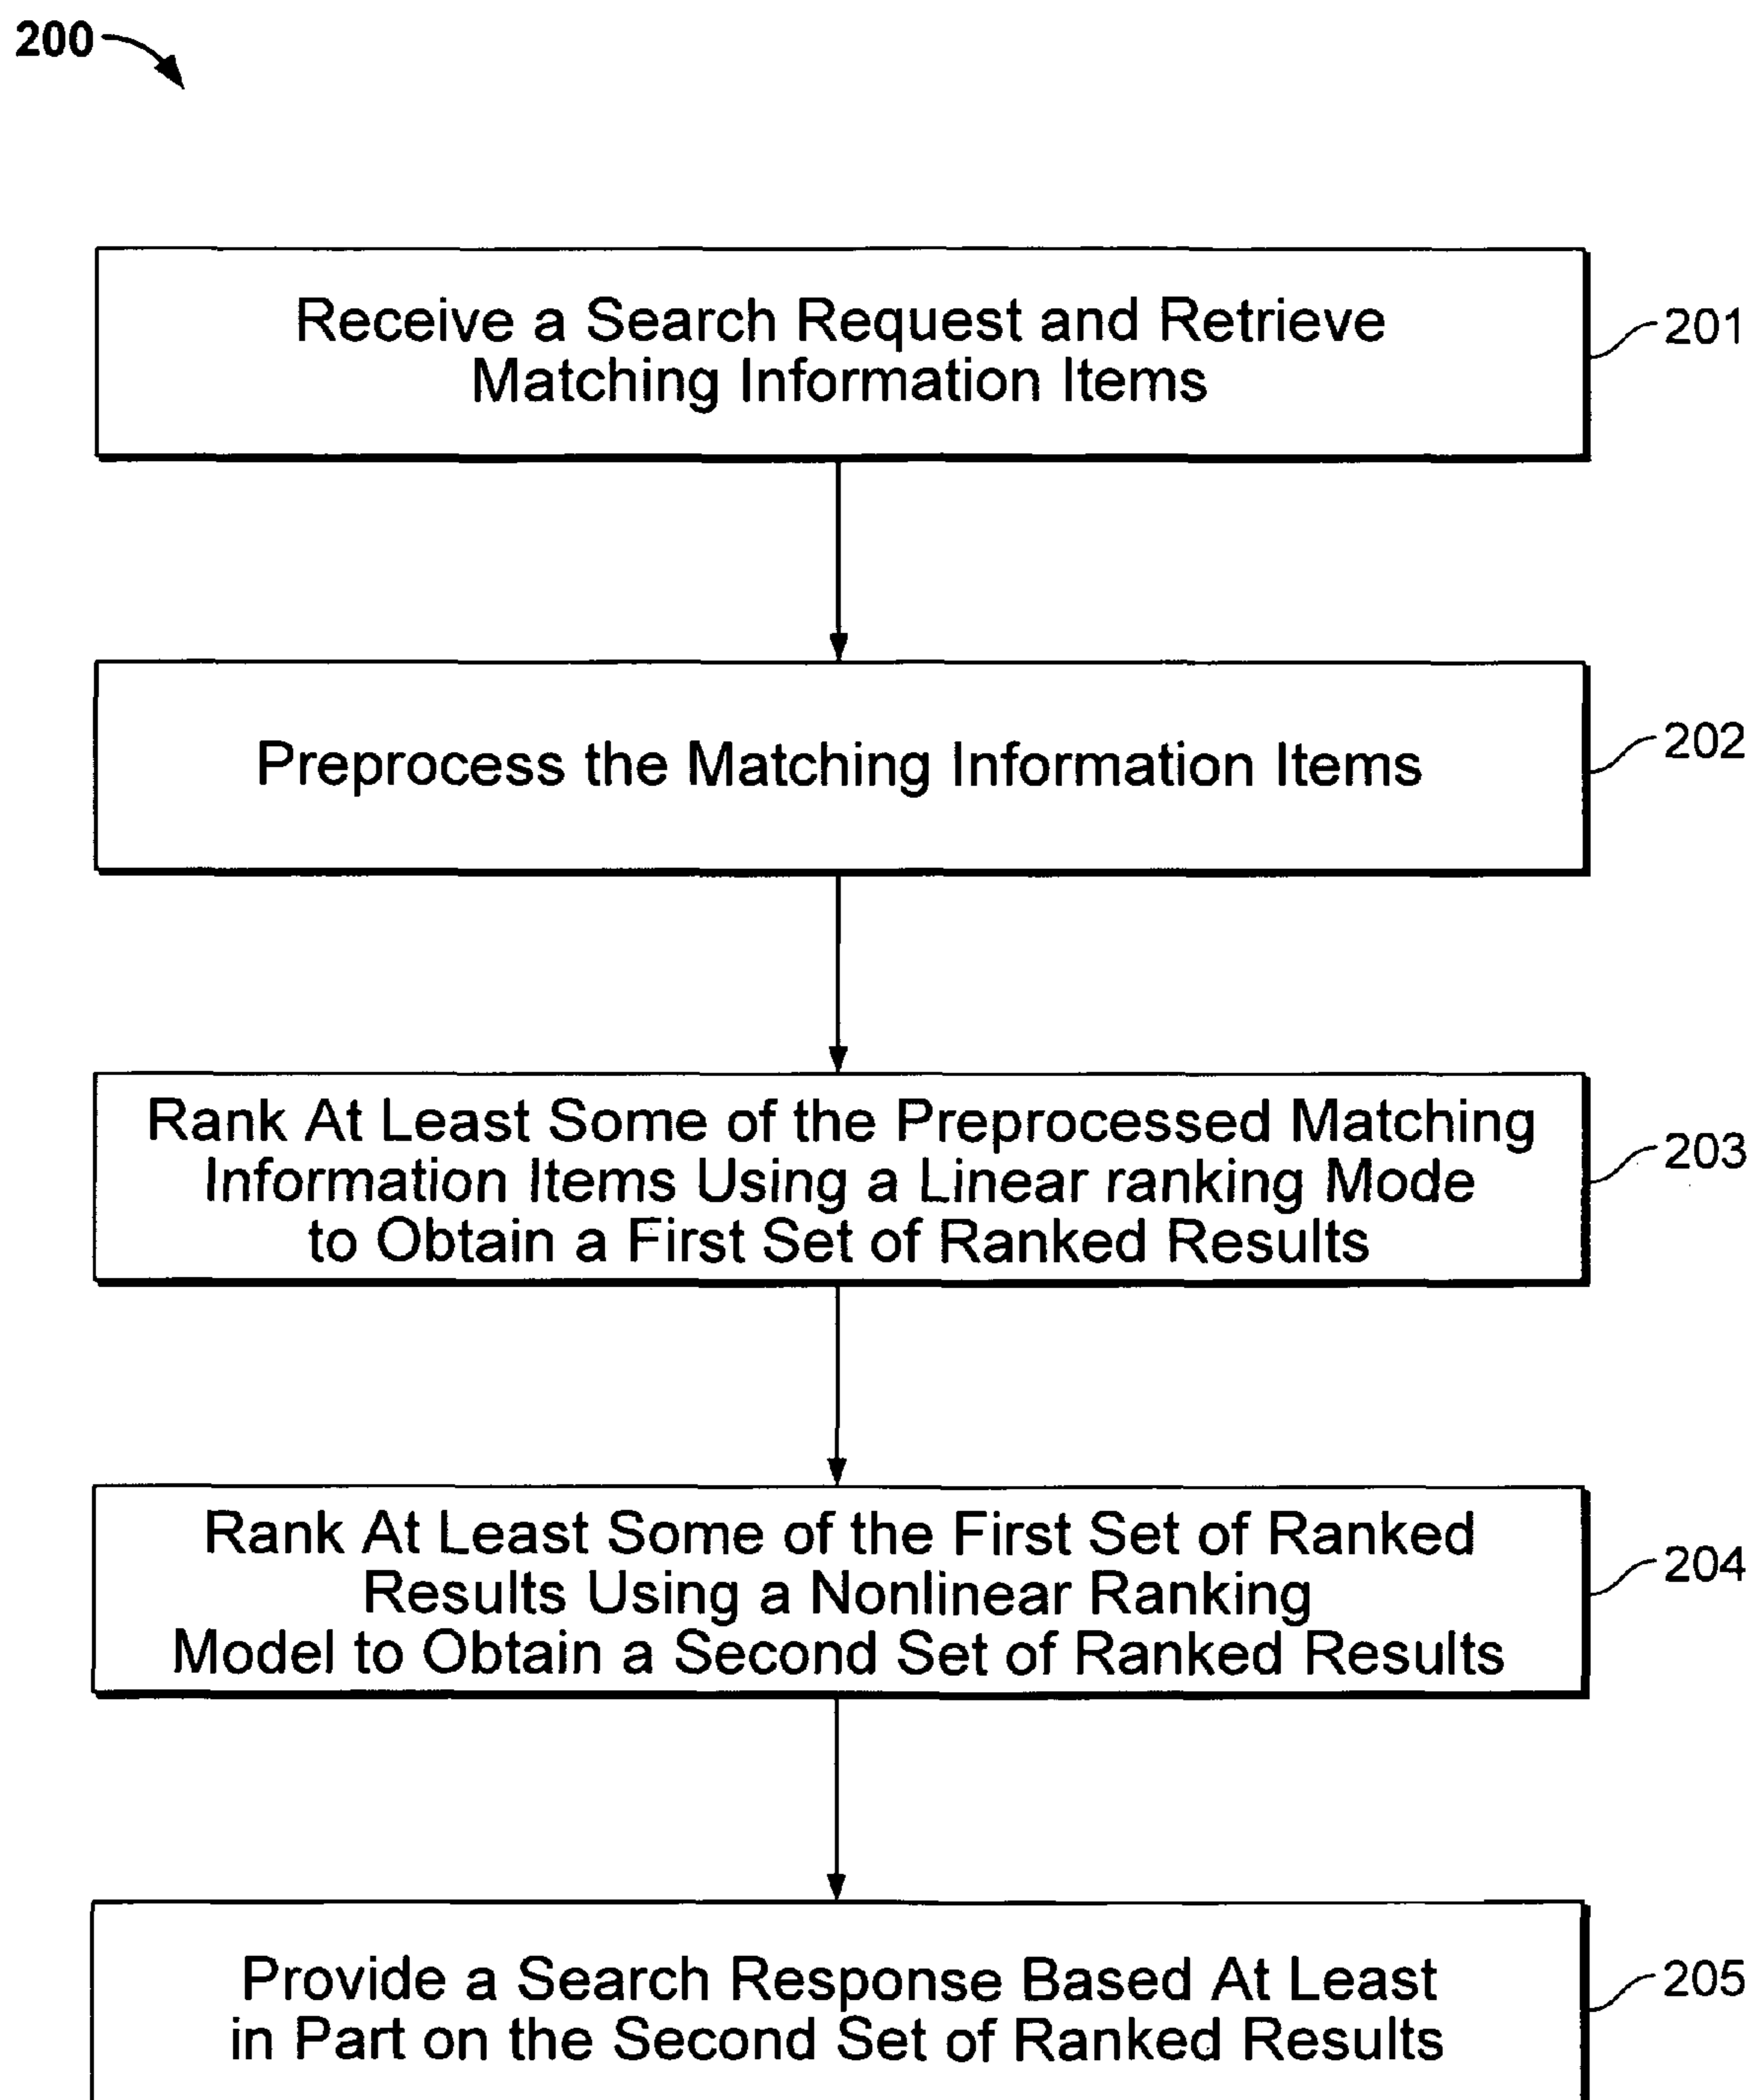 200
Receive a Search Request and Retrieve
Matching Information Items
201
Preprocess the Matching Information Items
202
Rank At Least Some of the Preprocessed Matching
Information Items Using a Linear ranking Mode
to Obtain a First Set of Ranked Results
203
Rank At Least Some of the First Set of Ranked
Results Using a Nonlinear Ranking
Model to Obtain a Second Set of Ranked Results
204
Provide a Search Response Based At Least
in Part on the Second Set of Ranked Results
205